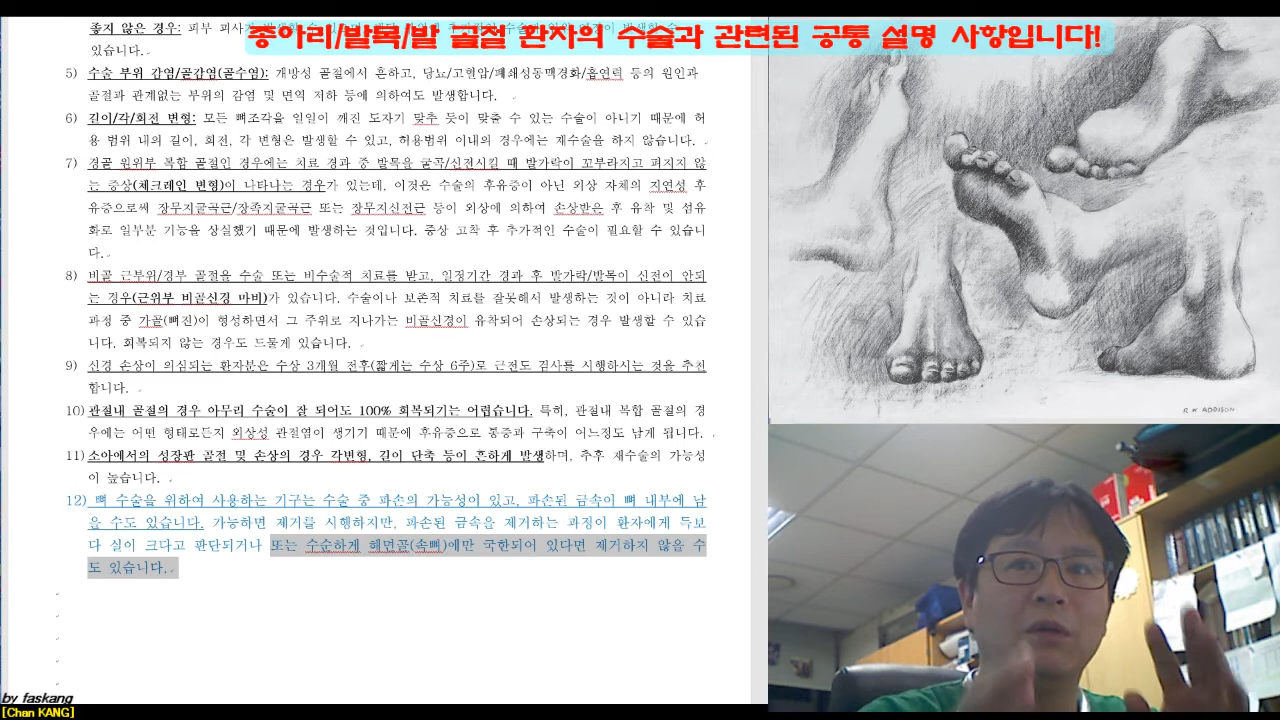 종아리/발목/발 골절 환자의 수술과 관련된 공통 설명 사항입니다!
좋지 않은 경우: 피부 괴사가
있습니다.
5) 수술 부위 감염/골감염(골수염): 개방성 골절에서 흔하고, 당뇨/고혈압/폐쇄성동맥경화/흡연력 등의 원인과
골절과 관계없는 부위의 감염 및 면역 저하 등에 의하여도 발생합니다.
6) 길이/각/회전 변형: 모든 뼈조각을 일일이 깨진 도자기 맞추 듯이 맞출 수 있는 수술이 아니기 때문에 허
용 범위 내의 길이, 회전, 각 변형은 발생할 수 있고, 허용범위 이내의 경우에는 재수술을 하지 않습니다.
7) 경골 원위부 복합 골절인 경우에는 치료 경과 중 발목을 굴곡/신전시킬 때 발가락이 꼬부라지고 펴지지 않
는 증상(체크레인 변형)이 나타나는 경우가 있는데, 이것은 수술의 후유증이 아닌 외상 자체의 지연성 후
유증으로써 장무지굴곡근/장족지굴곡근 또는 장무지신전근 등이 외상에 의하여 손상받은 후 유착 및 섬유
화로 일부분 기능을 상실했기 때문에 발생하는 것입니다. 증상 고착 후 추가적인 수술이 필요할 수 있습니
다.
8) 비골 근부위/경부 골절을 수술 또는 비수술적 치료를 받고, 일정기간 경과 후 발가락/발목이 신전이 안되
는 경우(근위부 비골신경 마비)가 있습니다. 수술이나 보존적 치료를 잘못해서 발생하는 것이 아니라 치료
과정 중 가골(뼈진)이 형성하면서 그 주위로 지나가는 비골신경이 유착되어 손상되는 경우 발생할 수 있습
니다. 회복되지 않는 경우도 드물게 있습니다.
9) 신경 손상이 의심되는 환자분은 수상 3개월 전후(짧게는 수상 6주)로 근전도 검사를 시행하시는 것을 추천
합니다.
10) 관절내 골절의 경우 아무리 수술이 잘 되어도 100% 회복되기는 어렵습니다. 특히, 관절내 복합 골절의 경
우에는 어떤 형태로든지 외상성 관절염이 생기기 때문에 후유증으로 통증과 구축이 어느정도 남게 됩니다.
11) 소아에서의 성장판 골절 및 손상의 경우 각변형, 길이 단축 등이 흔하게 발생하며, 추후 재수술의 가능성
이 높습니다.
12) 뼈 수술을 위하여 사용하는 기구는 수술 중 파손의 가능성이 있고, 파손된 금속이 뼈 내부에 남
을 수도 있습니다. 가능하면 제거를 시행하지만, 파손된 금속을 제거하는 과정이 환자에게 득보
다 실이 크다고 판단되거나 또는 수순하게 해면골(속뼈)에만 국한되어 있다면 제거하지 않을 수
도 있습니다.
R K ADDISON
by faskang
[Chan KANG]